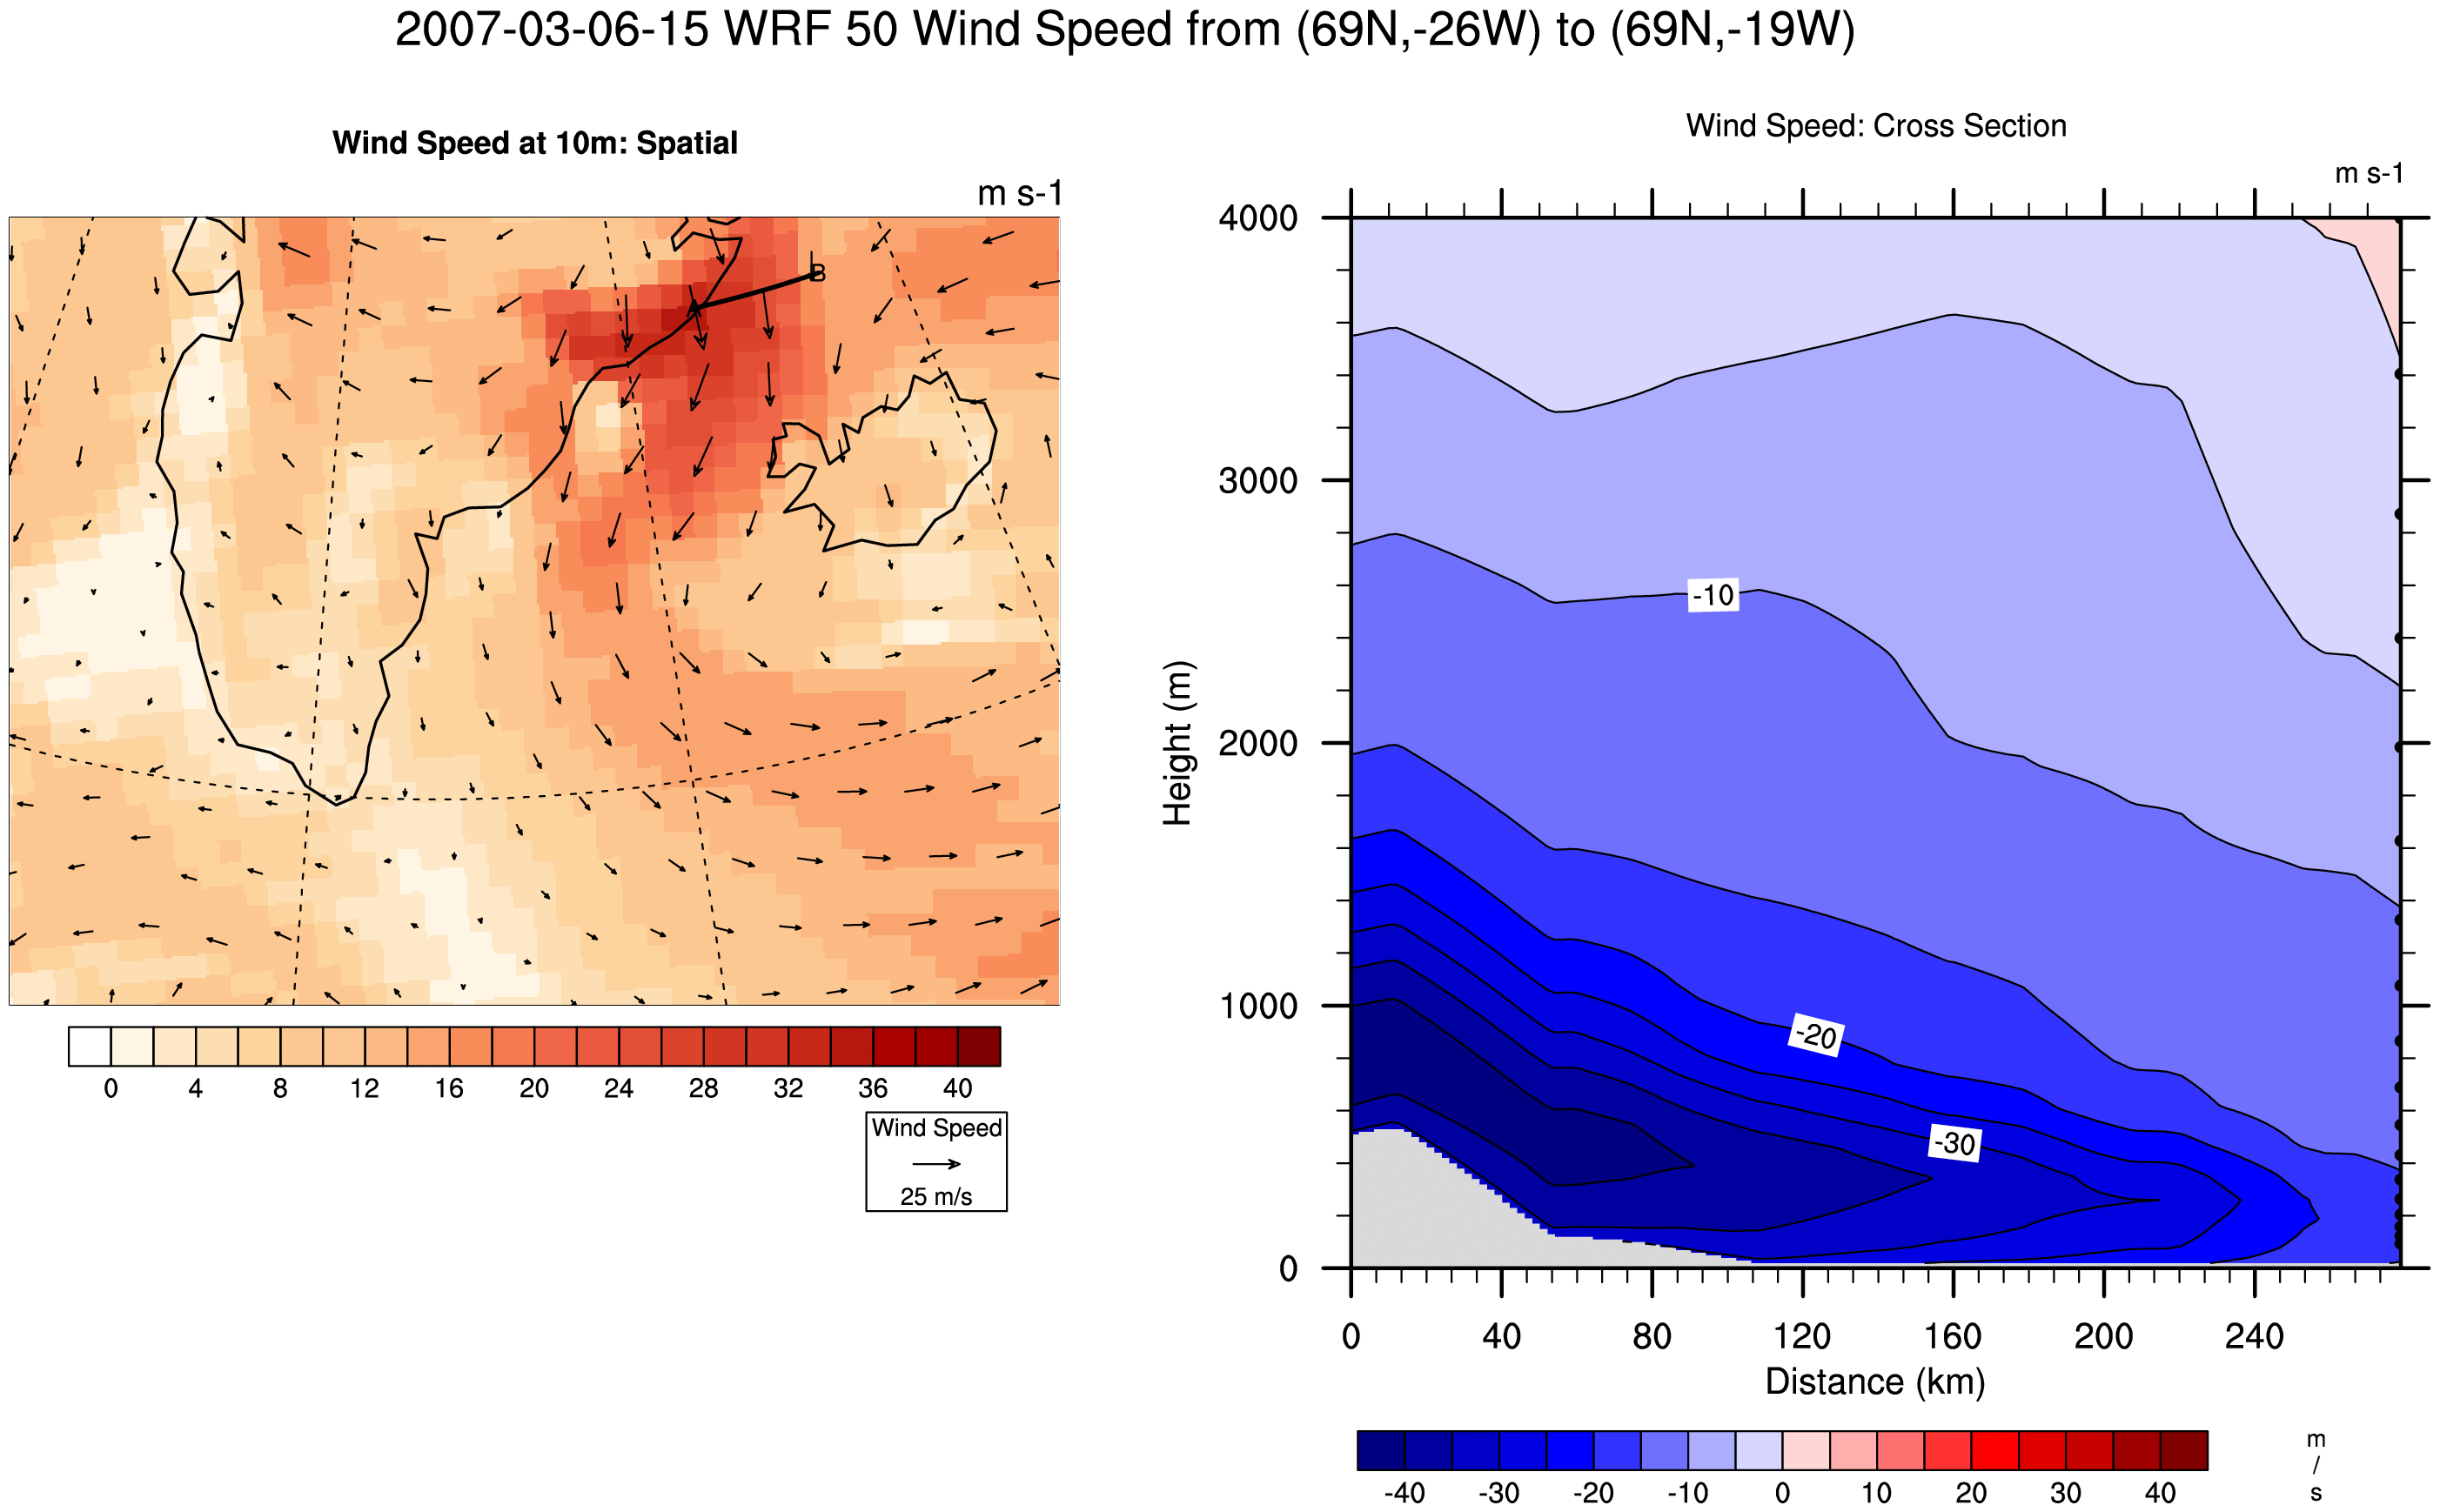 2007-03-06-15 WRF 50 Wind Speed from (69N,-26W) to (69N,-19W)
Wind Speed at 10m: Spatial
m s-1
A
B
0 4 8 12 16 20 24 28 32 36 40
Wind Speed
25 m/s
Wind Speed: Cross Section
m s-1
4000
3000
2000
1000
0
Height (m)
-10
-20
-30
0 40 80 120 160 200 240
Distance (km)
-40 -30 -20 -10 0 10 20 30 40
m
/
s